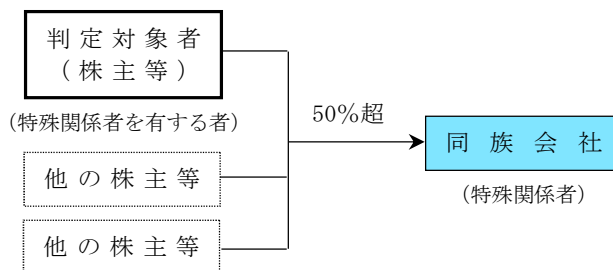 判定対象者
（株主等）
(特殊関係者を有する者)
他の株主等
他の株主等
50%超
同族会社
(特殊関係者)